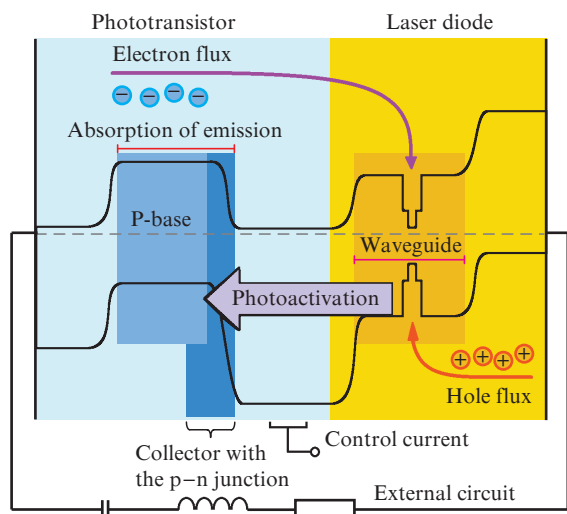 Phototransistor
Laser diode
Electron flux
Absorption of emission
P-base
Waveguide
Photoactivation
Hole flux
Control current
Collector with
the p−n junction
External circuit